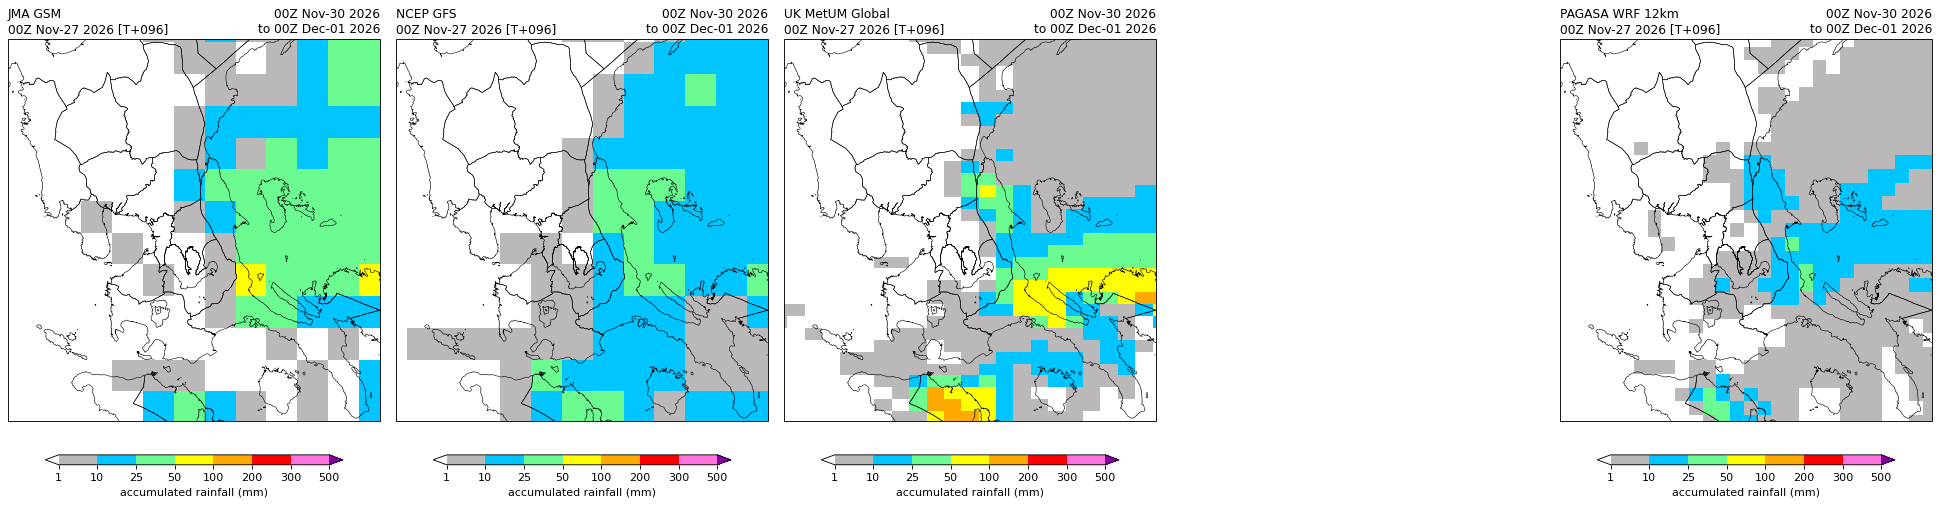 JMA GSM 00Z Nov-30 2026
00Z Nov-27 2026 [T+096] to 00Z Dec-01 2026
1 10 25 50 100 200 300 500
accumulated rainfall (mm)
NCEP GFS 00Z Nov-30 2026
00Z Nov-27 2026 [T+096] to 00Z Dec-01 2026
1 10 25 50 100 200 300 500
accumulated rainfall (mm)
UK MetUM Global 00Z Nov-30 2026
00Z Nov-27 2026 [T+096] to 00Z Dec-01 2026
1 10 25 50 100 200 300 500
accumulated rainfall (mm)
PAGASA WRF 12km 00Z Nov-30 2026
00Z Nov-27 2026 [T+096] to 00Z Dec-01 2026
1 10 25 50 100 200 300 500
accumulated rainfall (mm)